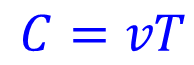 C = vT